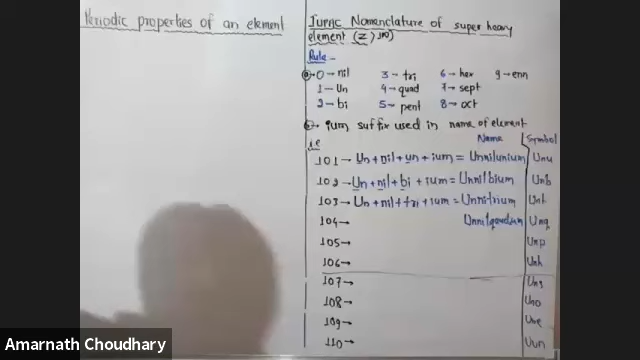 Periodic properties of an element
IUPAC Nomenclature of super heavy
element (Z > 100)
Rule -
0 - nil 3 - tri 6 - hex 9 - enn
1 - Un 4 - quad 7 - sept
2 - bi 5 - pent 8 - oct
ium suffix used in name of element
i.e Name Symbol
101 → Un + nil + un + ium = Unnilunium Unu
102 → Un + nil + bi + ium = Unnilbium Unb
103 → Un + nil + tri + ium = Unniltrium Unt
104 → Unnilquadium Unq
105 → Unp
106 → Unh
107 → Uns
108 → Uno
109 → Une
110 → Uun
Amarnath Choudhary